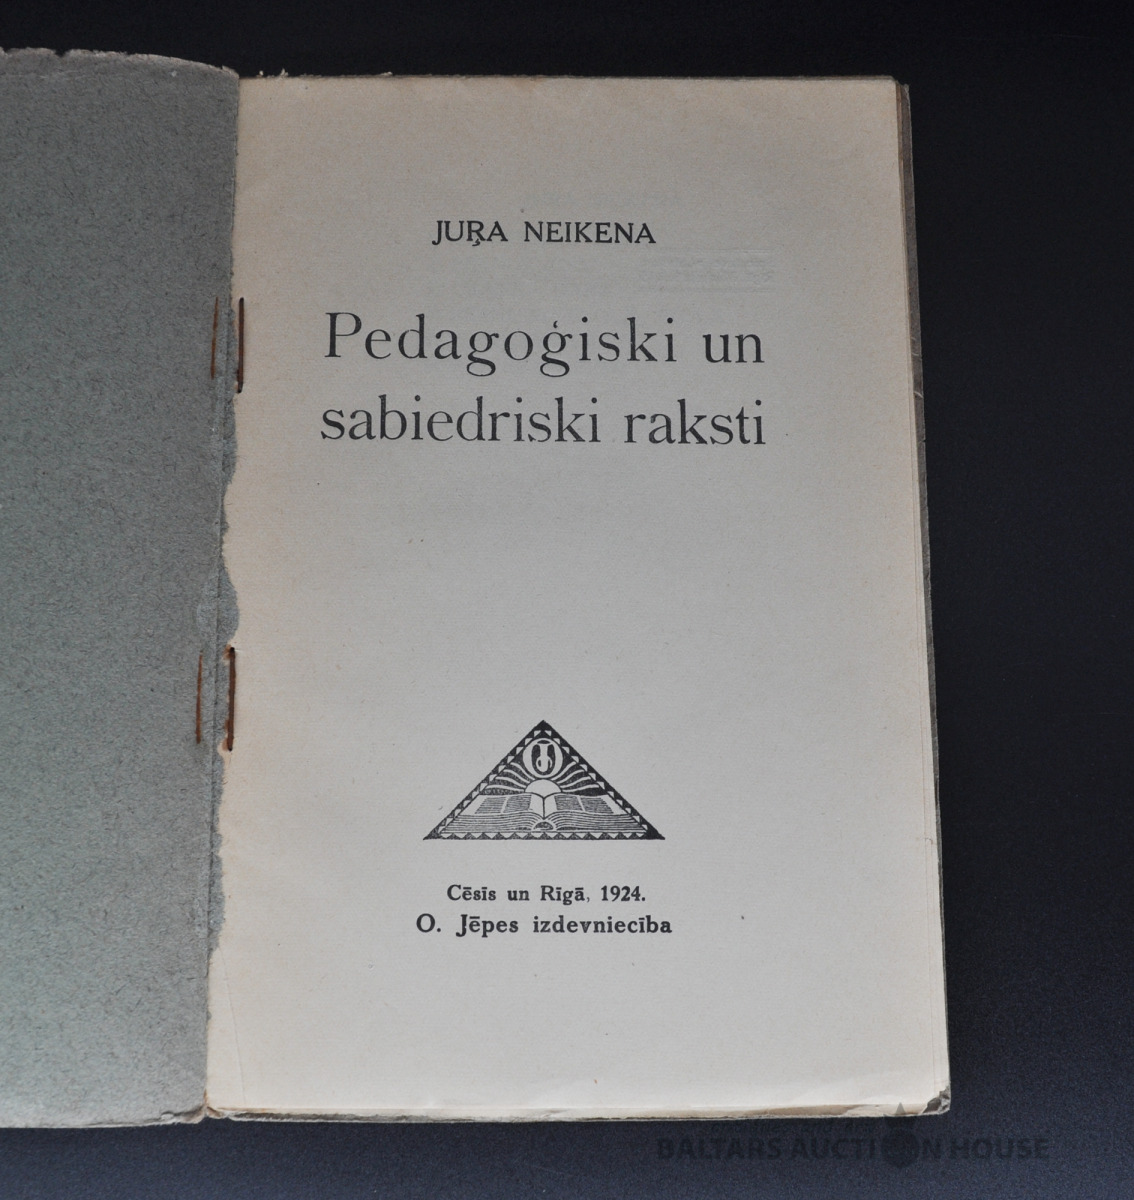 JUŖA NEIKENA
Pedagoģiski un
sabiedriski raksti
Cēsīs un Rīgā, 1924.
O. Jēpes izdevniecība
BALTARS AUCTION HOUSE